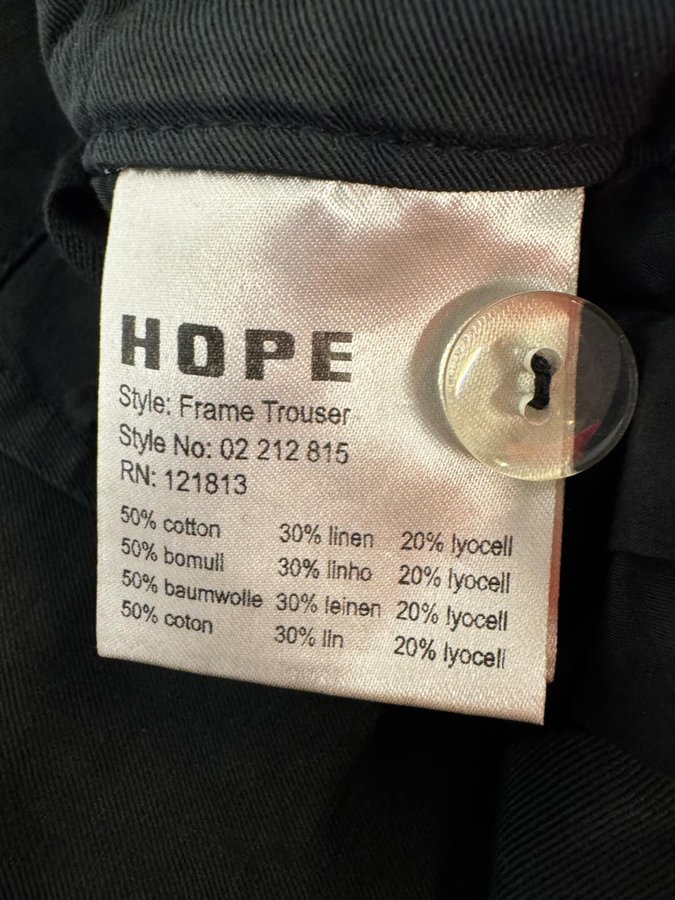 HOPE
Style: Frame Trouser
Style No: 02 212 815
RN: 121813
50% cotton 30% linen 20% lyocell
50% bomull 30% linho 20% lyocell
50% baumwolle 30% leinen 20% lyocell
50% coton 30% lin 20% lyocell